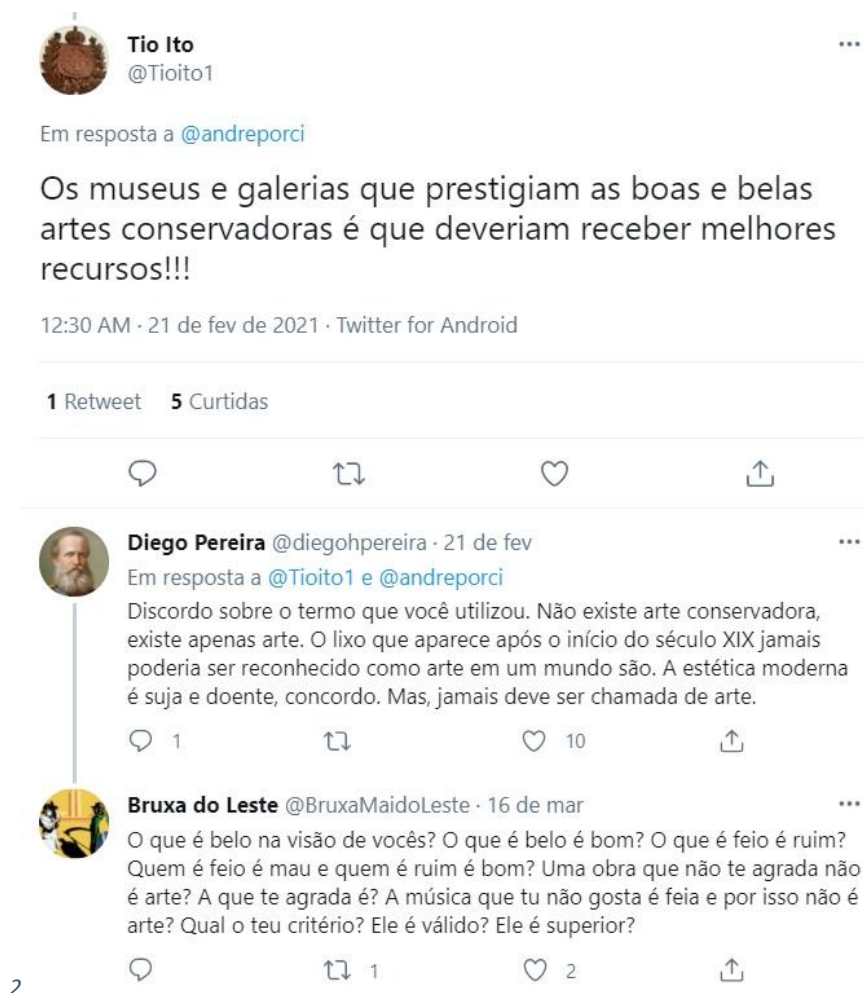 Tio Ito
@Tioito1
Em resposta a @andreporci
Os museus e galerias que prestigiam as boas e belas
artes conservadoras é que deveriam receber melhores
recursos!!!
12:30 AM · 21 de fev de 2021 · Twitter for Android
1 Retweet 5 Curtidas
Diego Pereira @diegohpereira · 21 de fev
Em resposta a @Tioito1 e @andreporci
Discordo sobre o termo que você utilizou. Não existe arte conservadora,
existe apenas arte. O lixo que aparece após o início do século XIX jamais
poderia ser reconhecido como arte em um mundo são. A estética moderna
é suja e doente, concordo. Mas, jamais deve ser chamada de arte.
1 10
Bruxa do Leste @BruxaMaidoLeste · 16 de mar
O que é belo na visão de vocês? O que é belo é bom? O que é feio é ruim?
Quem é feio é mau e quem é ruim é bom? Uma obra que não te agrada não
é arte? A que te agrada é? A música que tu não gosta é feia e por isso não é
arte? Qual o teu critério? Ele é válido? Ele é superior?
1 2
2